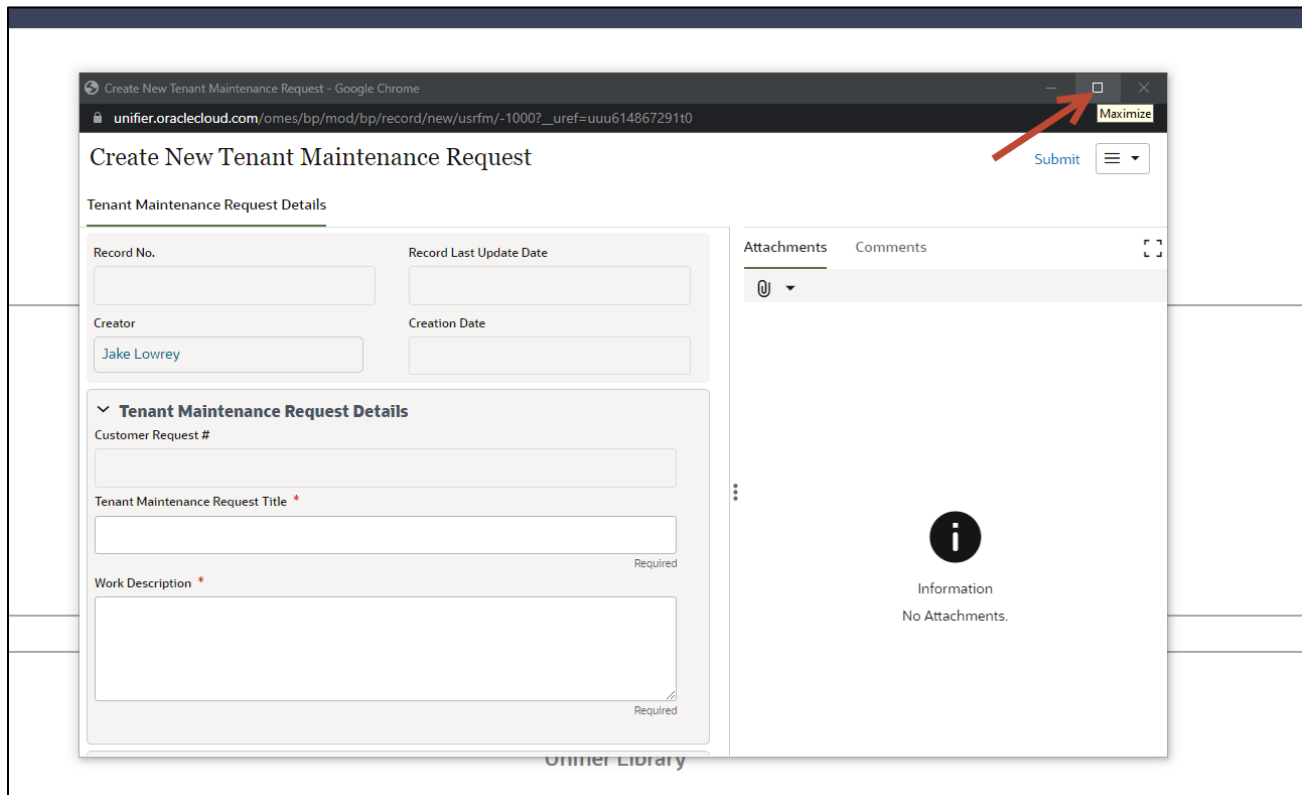 Create New Tenant Maintenance Request - Google Chrome
unifier.oraclecloud.com/omes/bp/mod/bp/record/new/usrfm/-1000?__uref=uuu614867291t0
Maximize
Create New Tenant Maintenance Request
Submit
Tenant Maintenance Request Details
Record No.
Record Last Update Date
Creator
Creation Date
Jake Lowrey
Tenant Maintenance Request Details
Customer Request #
Tenant Maintenance Request Title *
Required
Work Description *
Required
Attachments
Comments
Information
No Attachments.
Unifier Library